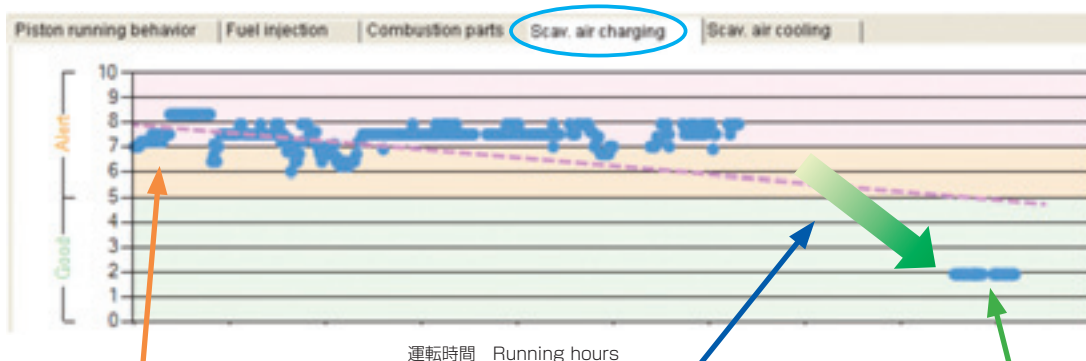 Piston running behavior Fuel injection Combustion parts Scav. air charging Scav. air cooling
10
9
8
7
6
5
4
3
2
1
0
Alert
Good
運転時間 Running hours